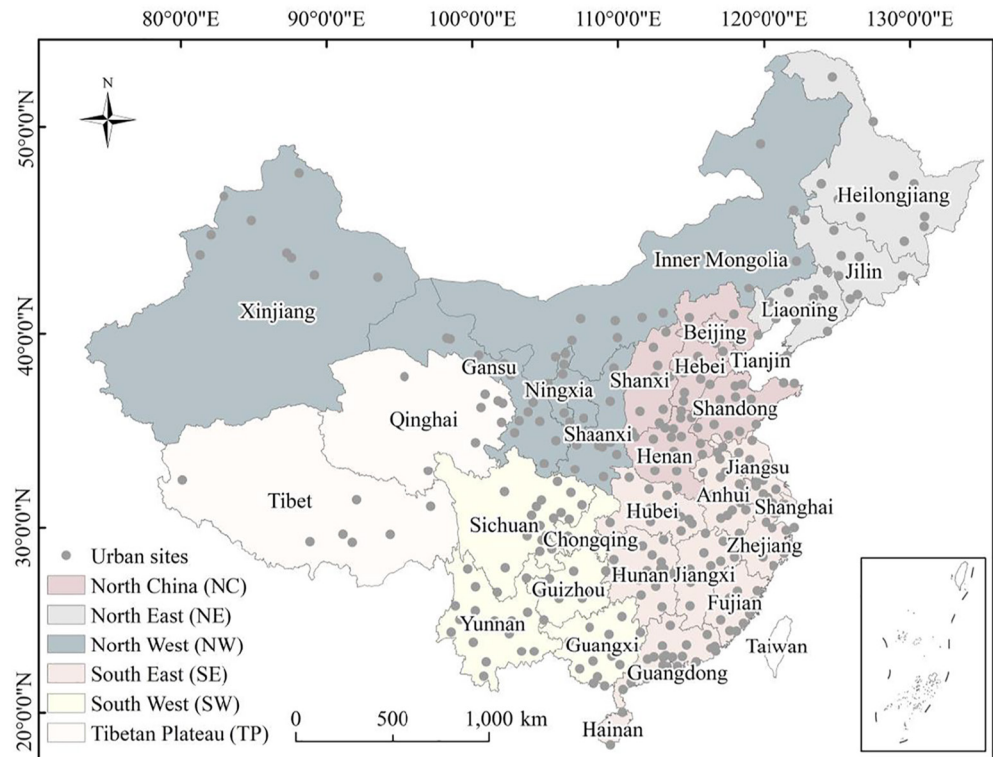 80°0'0"E 90°0'0"E 100°0'0"E 110°0'0"E 120°0'0"E 130°0'0"E
N
50°0'0"N
40°0'0"N
30°0'0"N
20°0'0"N
Heilongjiang
Inner Mongolia
Jilin
Xinjiang
Liaoning
Beijing
Gansu
Hebei
Tianjin
Shanxi
Ningxia
Qinghai
Shandong
Shaanxi
Henan
Jiangsu
Tibet
Anhui
Shanghai
Hubei
Sichuan
Chongqing
Zhejiang
Hunan
Jiangxi
Guizhou
Fujian
Yunnan
Guangxi
Taiwan
Guangdong
Hainan
Urban sites
North China (NC)
North East (NE)
North West (NW)
South East (SE)
South West (SW)
Tibetan Plateau (TP)
0 500 1,000 km